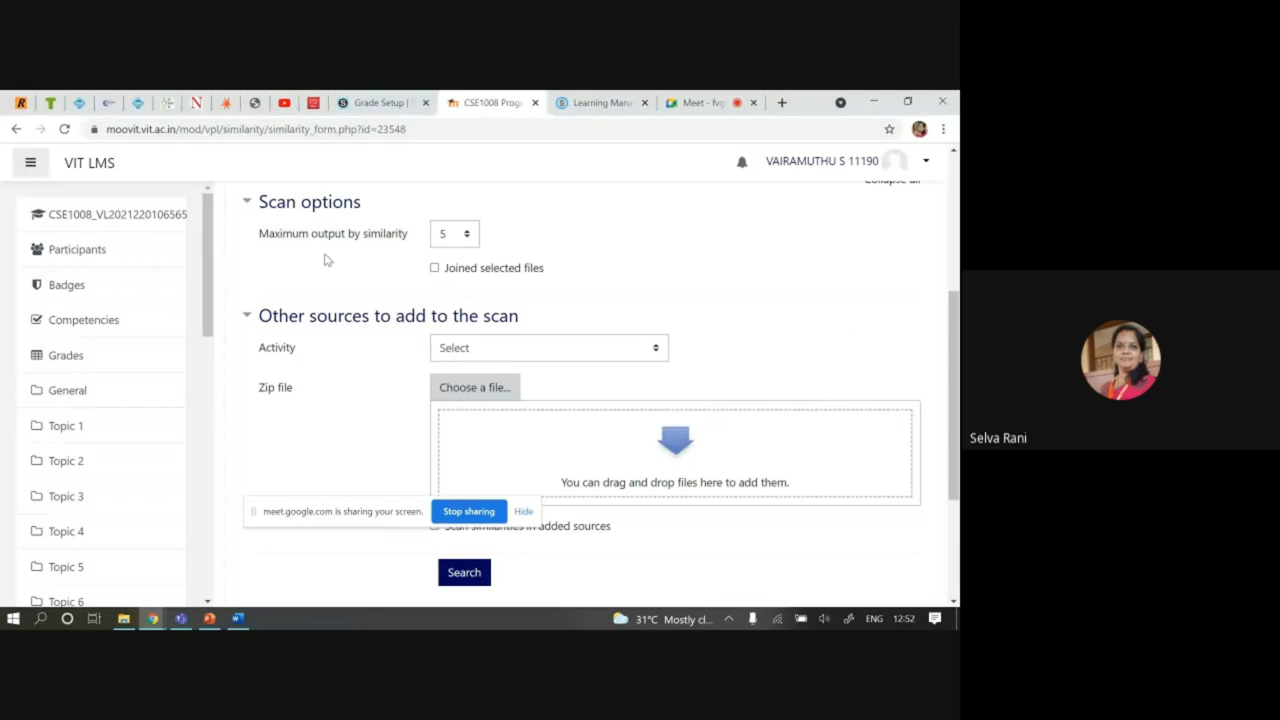 Grade Setup |
CSE1008 Prog
Learning Mana
Meet - fvg
moovit.vit.ac.in/mod/vpl/similarity/similarity_form.php?id=23548
VIT LMS
VAIRAMUTHU S 11190
Collapse all
CSE1008_VL2021220106565
Participants
Badges
Competencies
Grades
General
Topic 1
Topic 2
Topic 3
Topic 4
Topic 5
Topic 6
Scan options
Maximum output by similarity
5
Joined selected files
Other sources to add to the scan
Activity
Select
Zip file
Choose a file...
You can drag and drop files here to add them.
meet.google.com is sharing your screen.
Stop sharing
Hide
Scan similarities in added sources
Search
31°C Mostly cl...
ENG
12:52
Selva Rani